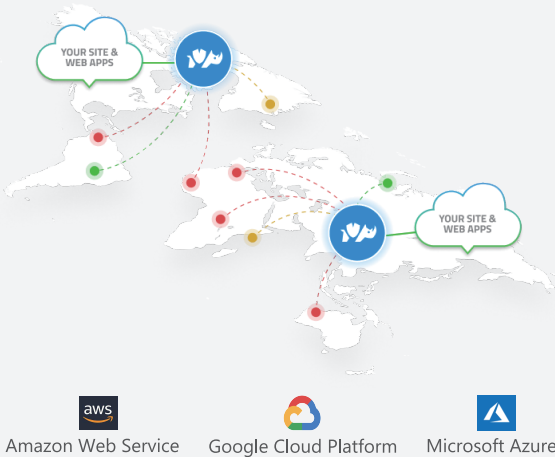 YOUR SITE &
WEB APPS
YOUR SITE &
WEB APPS
aws
Amazon Web Service
Google Cloud Platform
Microsoft Azure